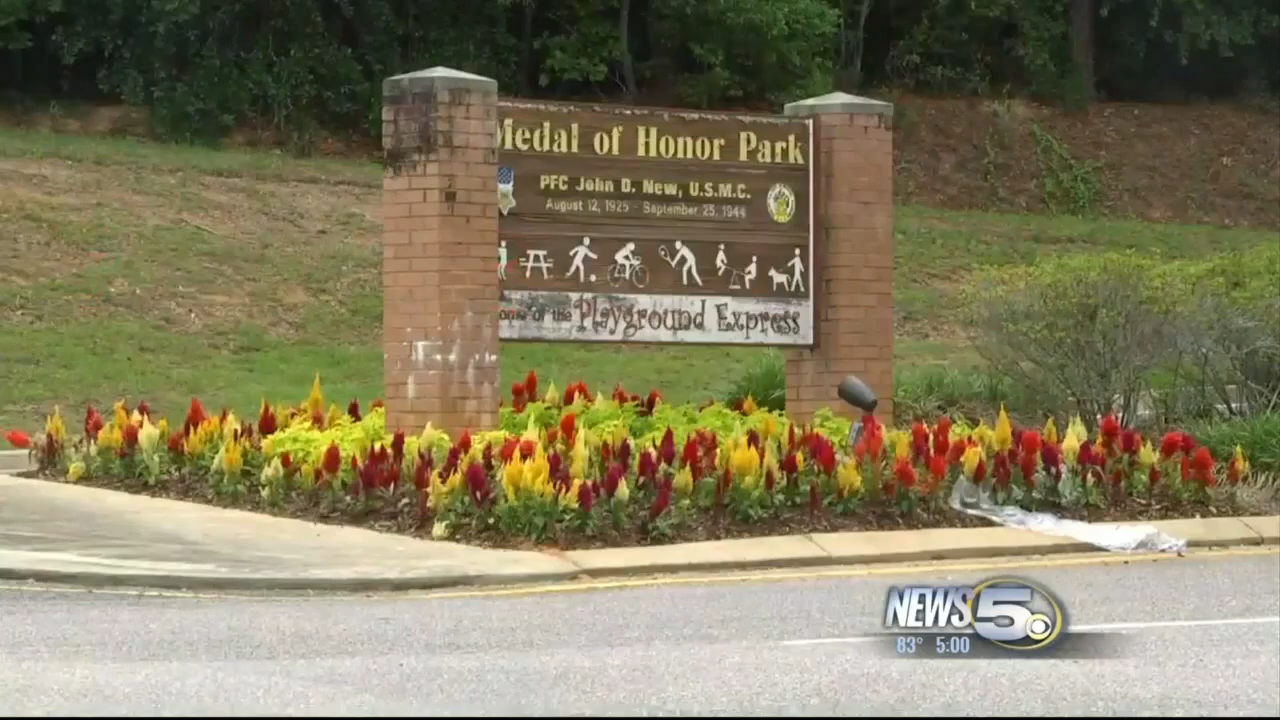 Medal of Honor Park
PFC John D. New, U.S.M.C.
August 12, 1925 - September 25, 1944
ome of the Playground Express
NEWS 5
83° 5:00